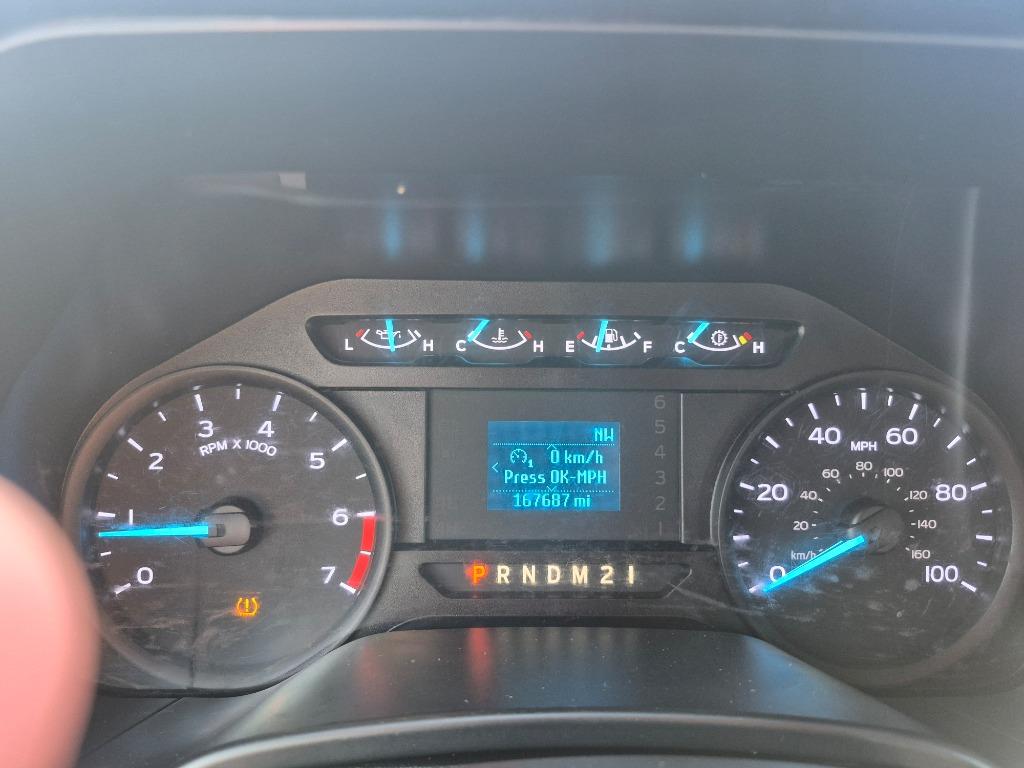 L H C H E F C H
0 1 2 3 4 5 6 7
RPM X 1000
NW
0 km/h
Press OK-MPH
167687 mi
6
5
4
3
2
1
PRNDM21
0 20 40 60 80 100
MPH
20 40 60 80 100 120 140 160
km/h